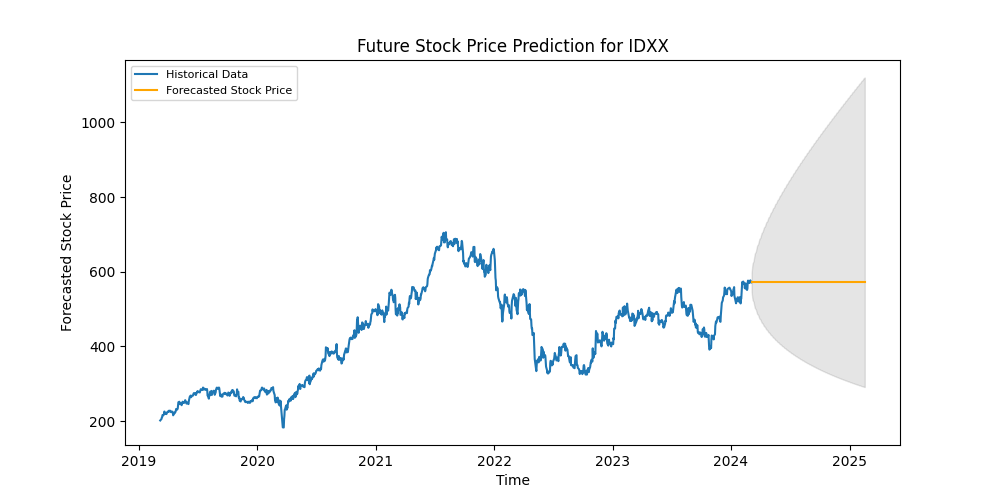 Future Stock Price Prediction for IDXX
Historical Data
Forecasted Stock Price
1000
800
600
400
200
Forecasted Stock Price
2019 2020 2021 2022 2023 2024 2025
Time